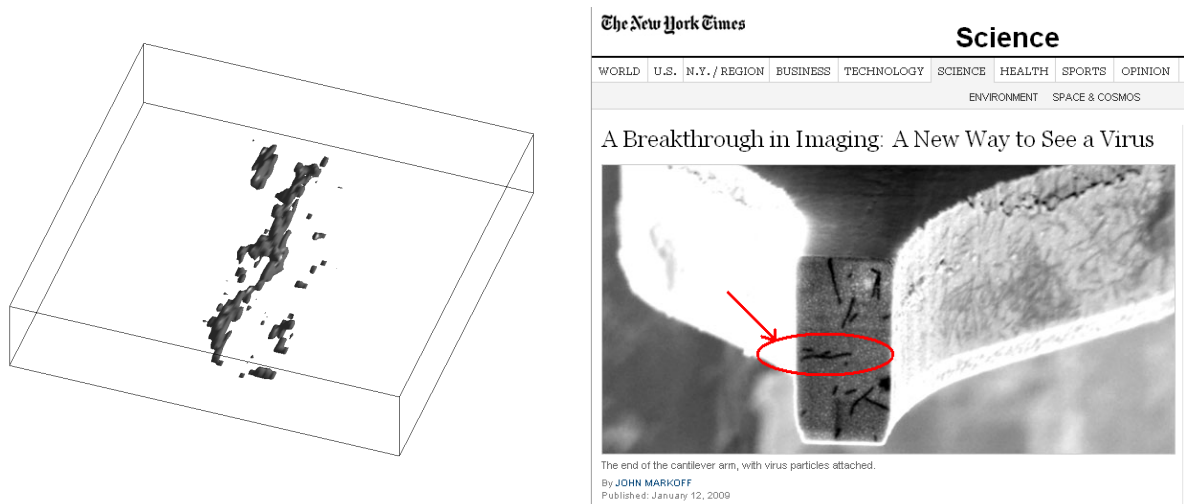 The New York Times
Science
WORLD U.S. N.Y. / REGION BUSINESS TECHNOLOGY SCIENCE HEALTH SPORTS OPINION
ENVIRONMENT SPACE & COSMOS
A Breakthrough in Imaging: A New Way to See a Virus
The end of the cantilever arm, with virus particles attached.
By JOHN MARKOFF
Published: January 12, 2009